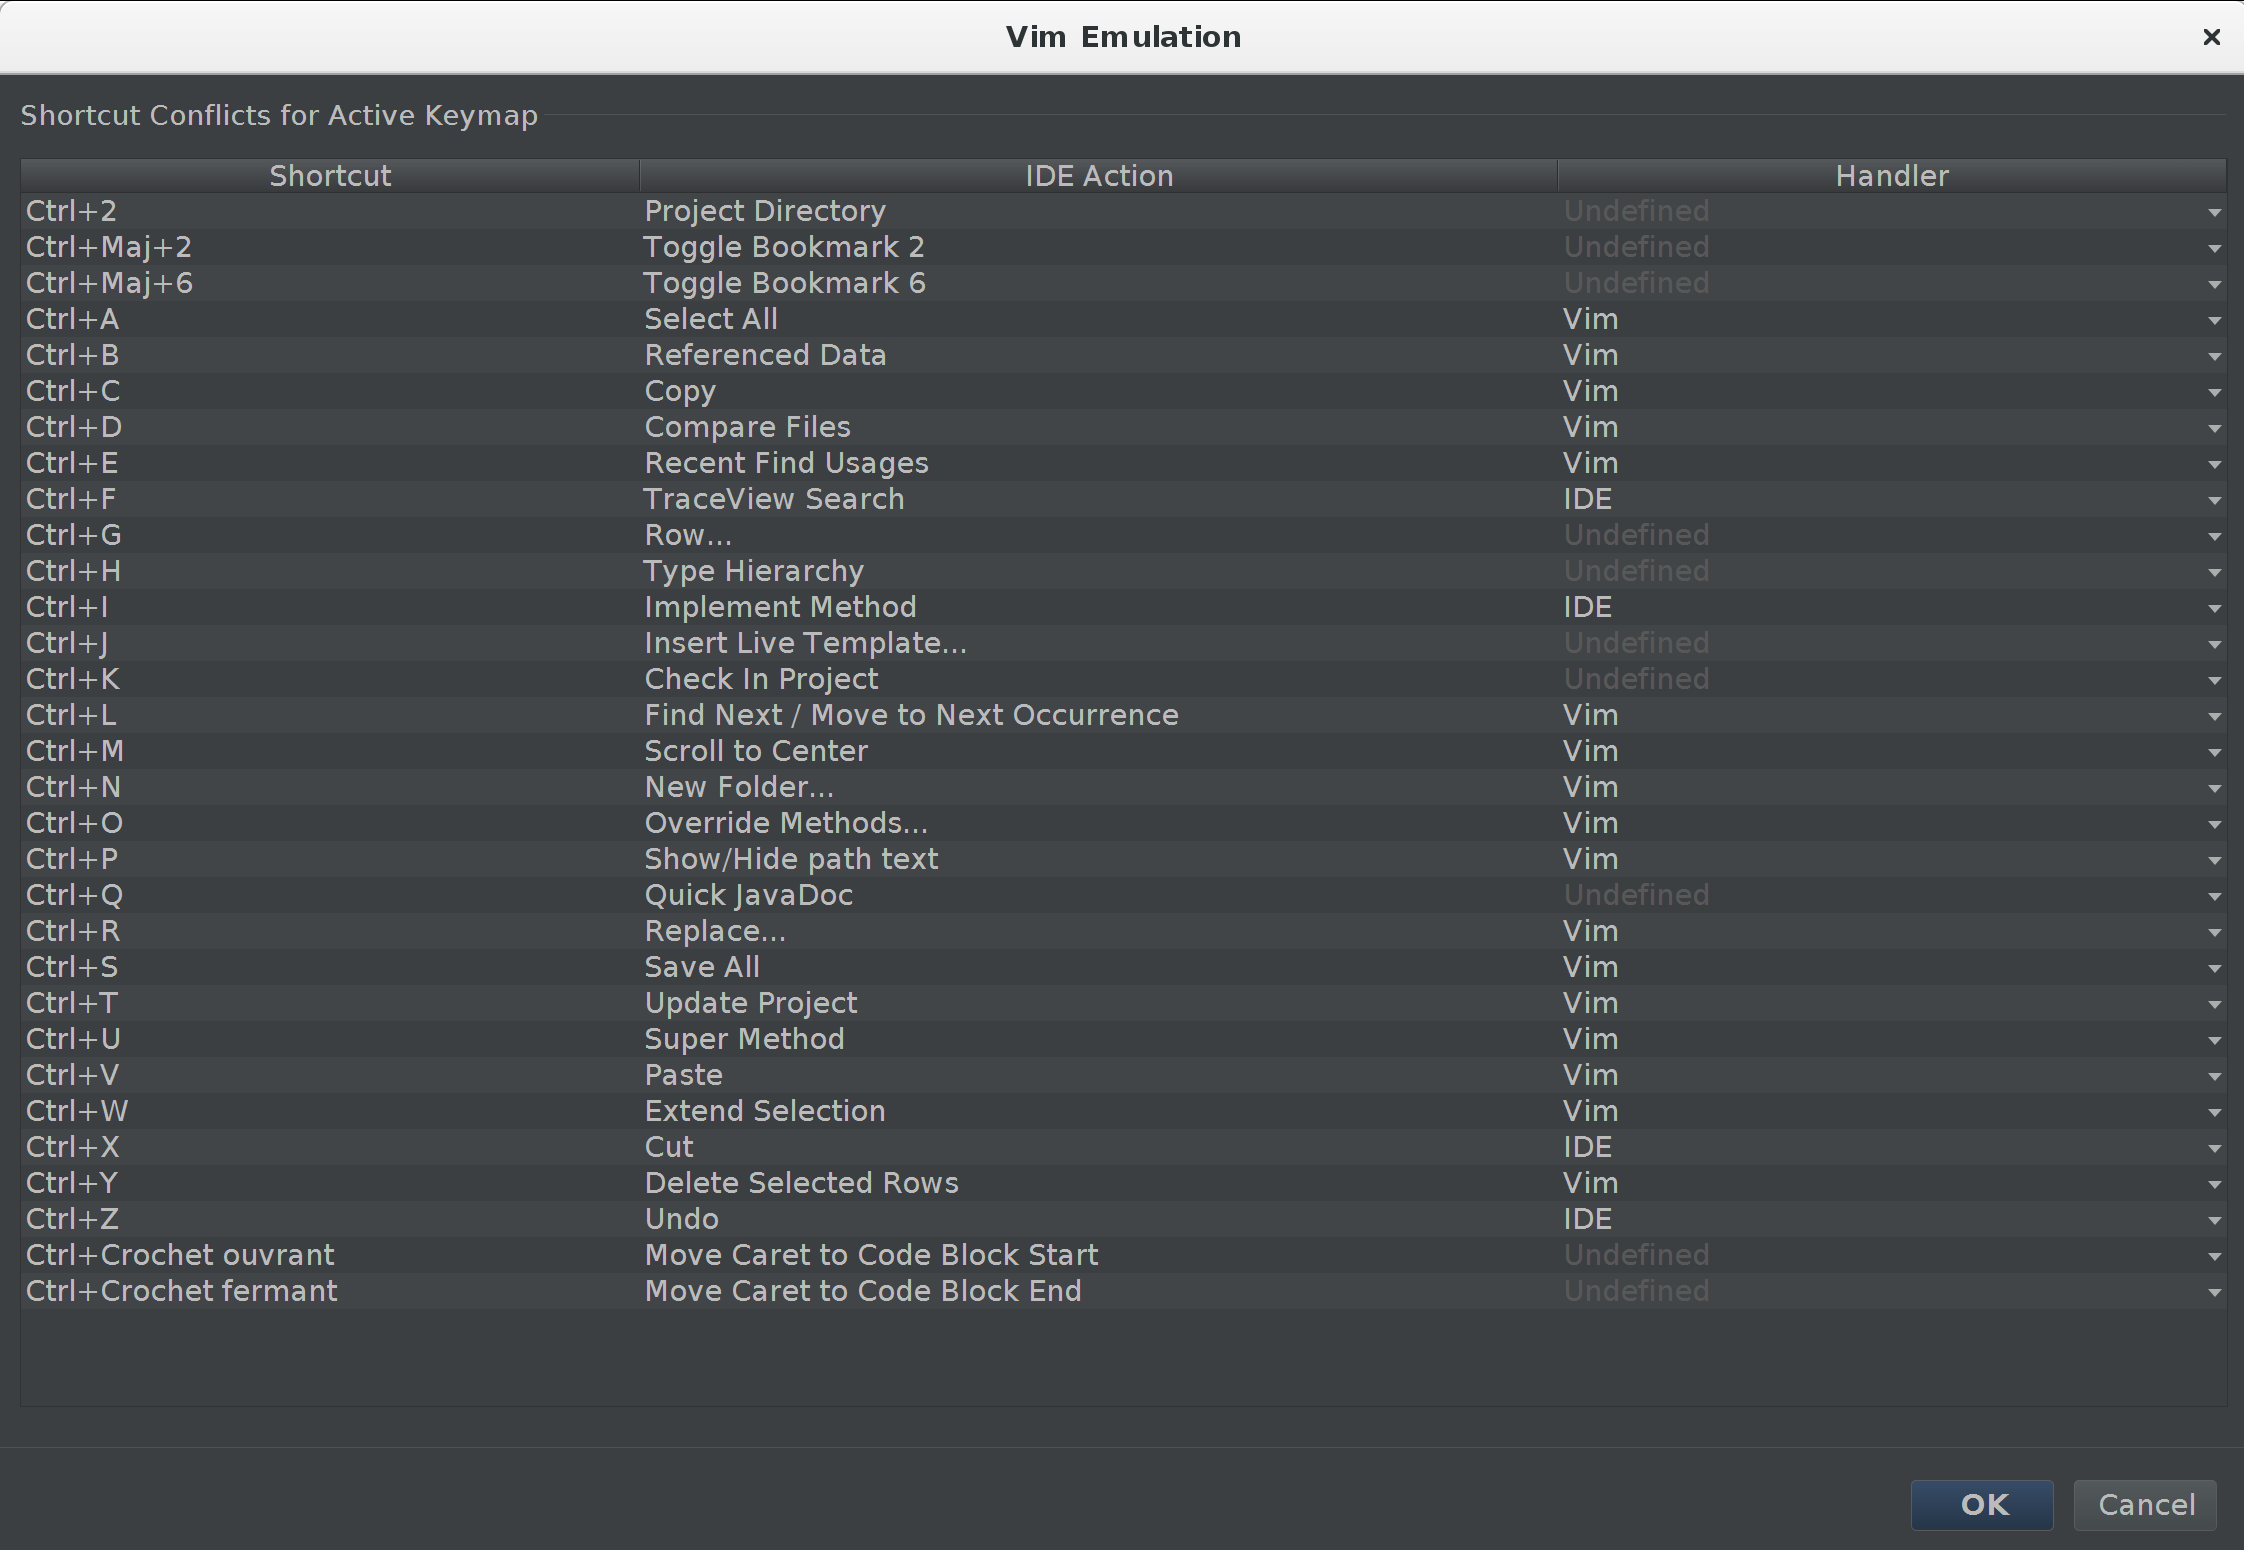 Vim Emulation
Shortcut Conflicts for Active Keymap
Shortcut IDE Action Handler
Ctrl+2 Project Directory Undefined
Ctrl+Maj+2 Toggle Bookmark 2 Undefined
Ctrl+Maj+6 Toggle Bookmark 6 Undefined
Ctrl+A Select All Vim
Ctrl+B Referenced Data Vim
Ctrl+C Copy Vim
Ctrl+D Compare Files Vim
Ctrl+E Recent Find Usages Vim
Ctrl+F TraceView Search IDE
Ctrl+G Row... Undefined
Ctrl+H Type Hierarchy Undefined
Ctrl+I Implement Method IDE
Ctrl+J Insert Live Template... Undefined
Ctrl+K Check In Project Undefined
Ctrl+L Find Next / Move to Next Occurrence Vim
Ctrl+M Scroll to Center Vim
Ctrl+N New Folder... Vim
Ctrl+O Override Methods... Vim
Ctrl+P Show/Hide path text Vim
Ctrl+Q Quick JavaDoc Undefined
Ctrl+R Replace... Vim
Ctrl+S Save All Vim
Ctrl+T Update Project Vim
Ctrl+U Super Method Vim
Ctrl+V Paste Vim
Ctrl+W Extend Selection Vim
Ctrl+X Cut IDE
Ctrl+Y Delete Selected Rows Vim
Ctrl+Z Undo IDE
Ctrl+Crochet ouvrant Move Caret to Code Block Start Undefined
Ctrl+Crochet fermant Move Caret to Code Block End Undefined
OK Cancel